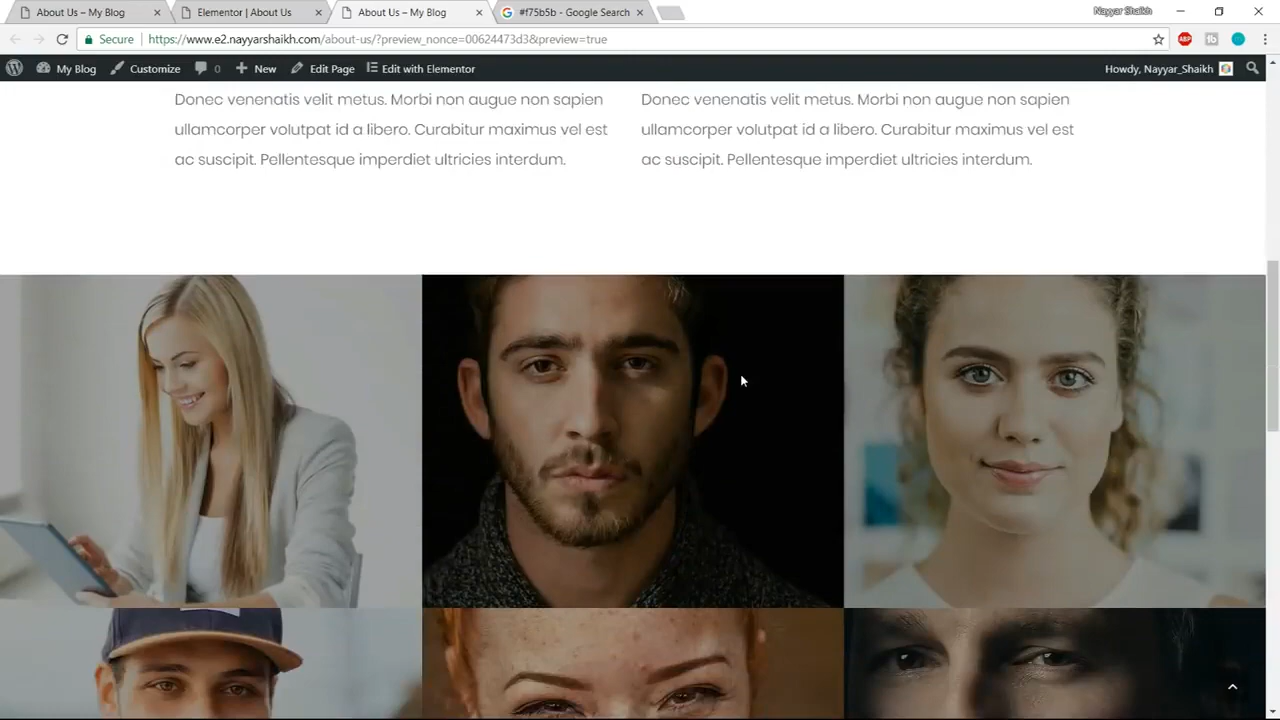 About Us – My Blog
Elementor | About Us
About Us – My Blog
#f75b5b - Google Search
Nayyar Shaikh
Secure
https://www.e2.nayyarshaikh.com/about-us/?preview_nonce=00624473d3&preview=true
ABP
My Blog
Customize
0
New
Edit Page
Edit with Elementor
Howdy, Nayyar_Shaikh
Donec venenatis velit metus. Morbi non augue non sapien
ullamcorper volutpat id a libero. Curabitur maximus vel est
ac suscipit. Pellentesque imperdiet ultricies interdum.
Donec venenatis velit metus. Morbi non augue non sapien
ullamcorper volutpat id a libero. Curabitur maximus vel est
ac suscipit. Pellentesque imperdiet ultricies interdum.